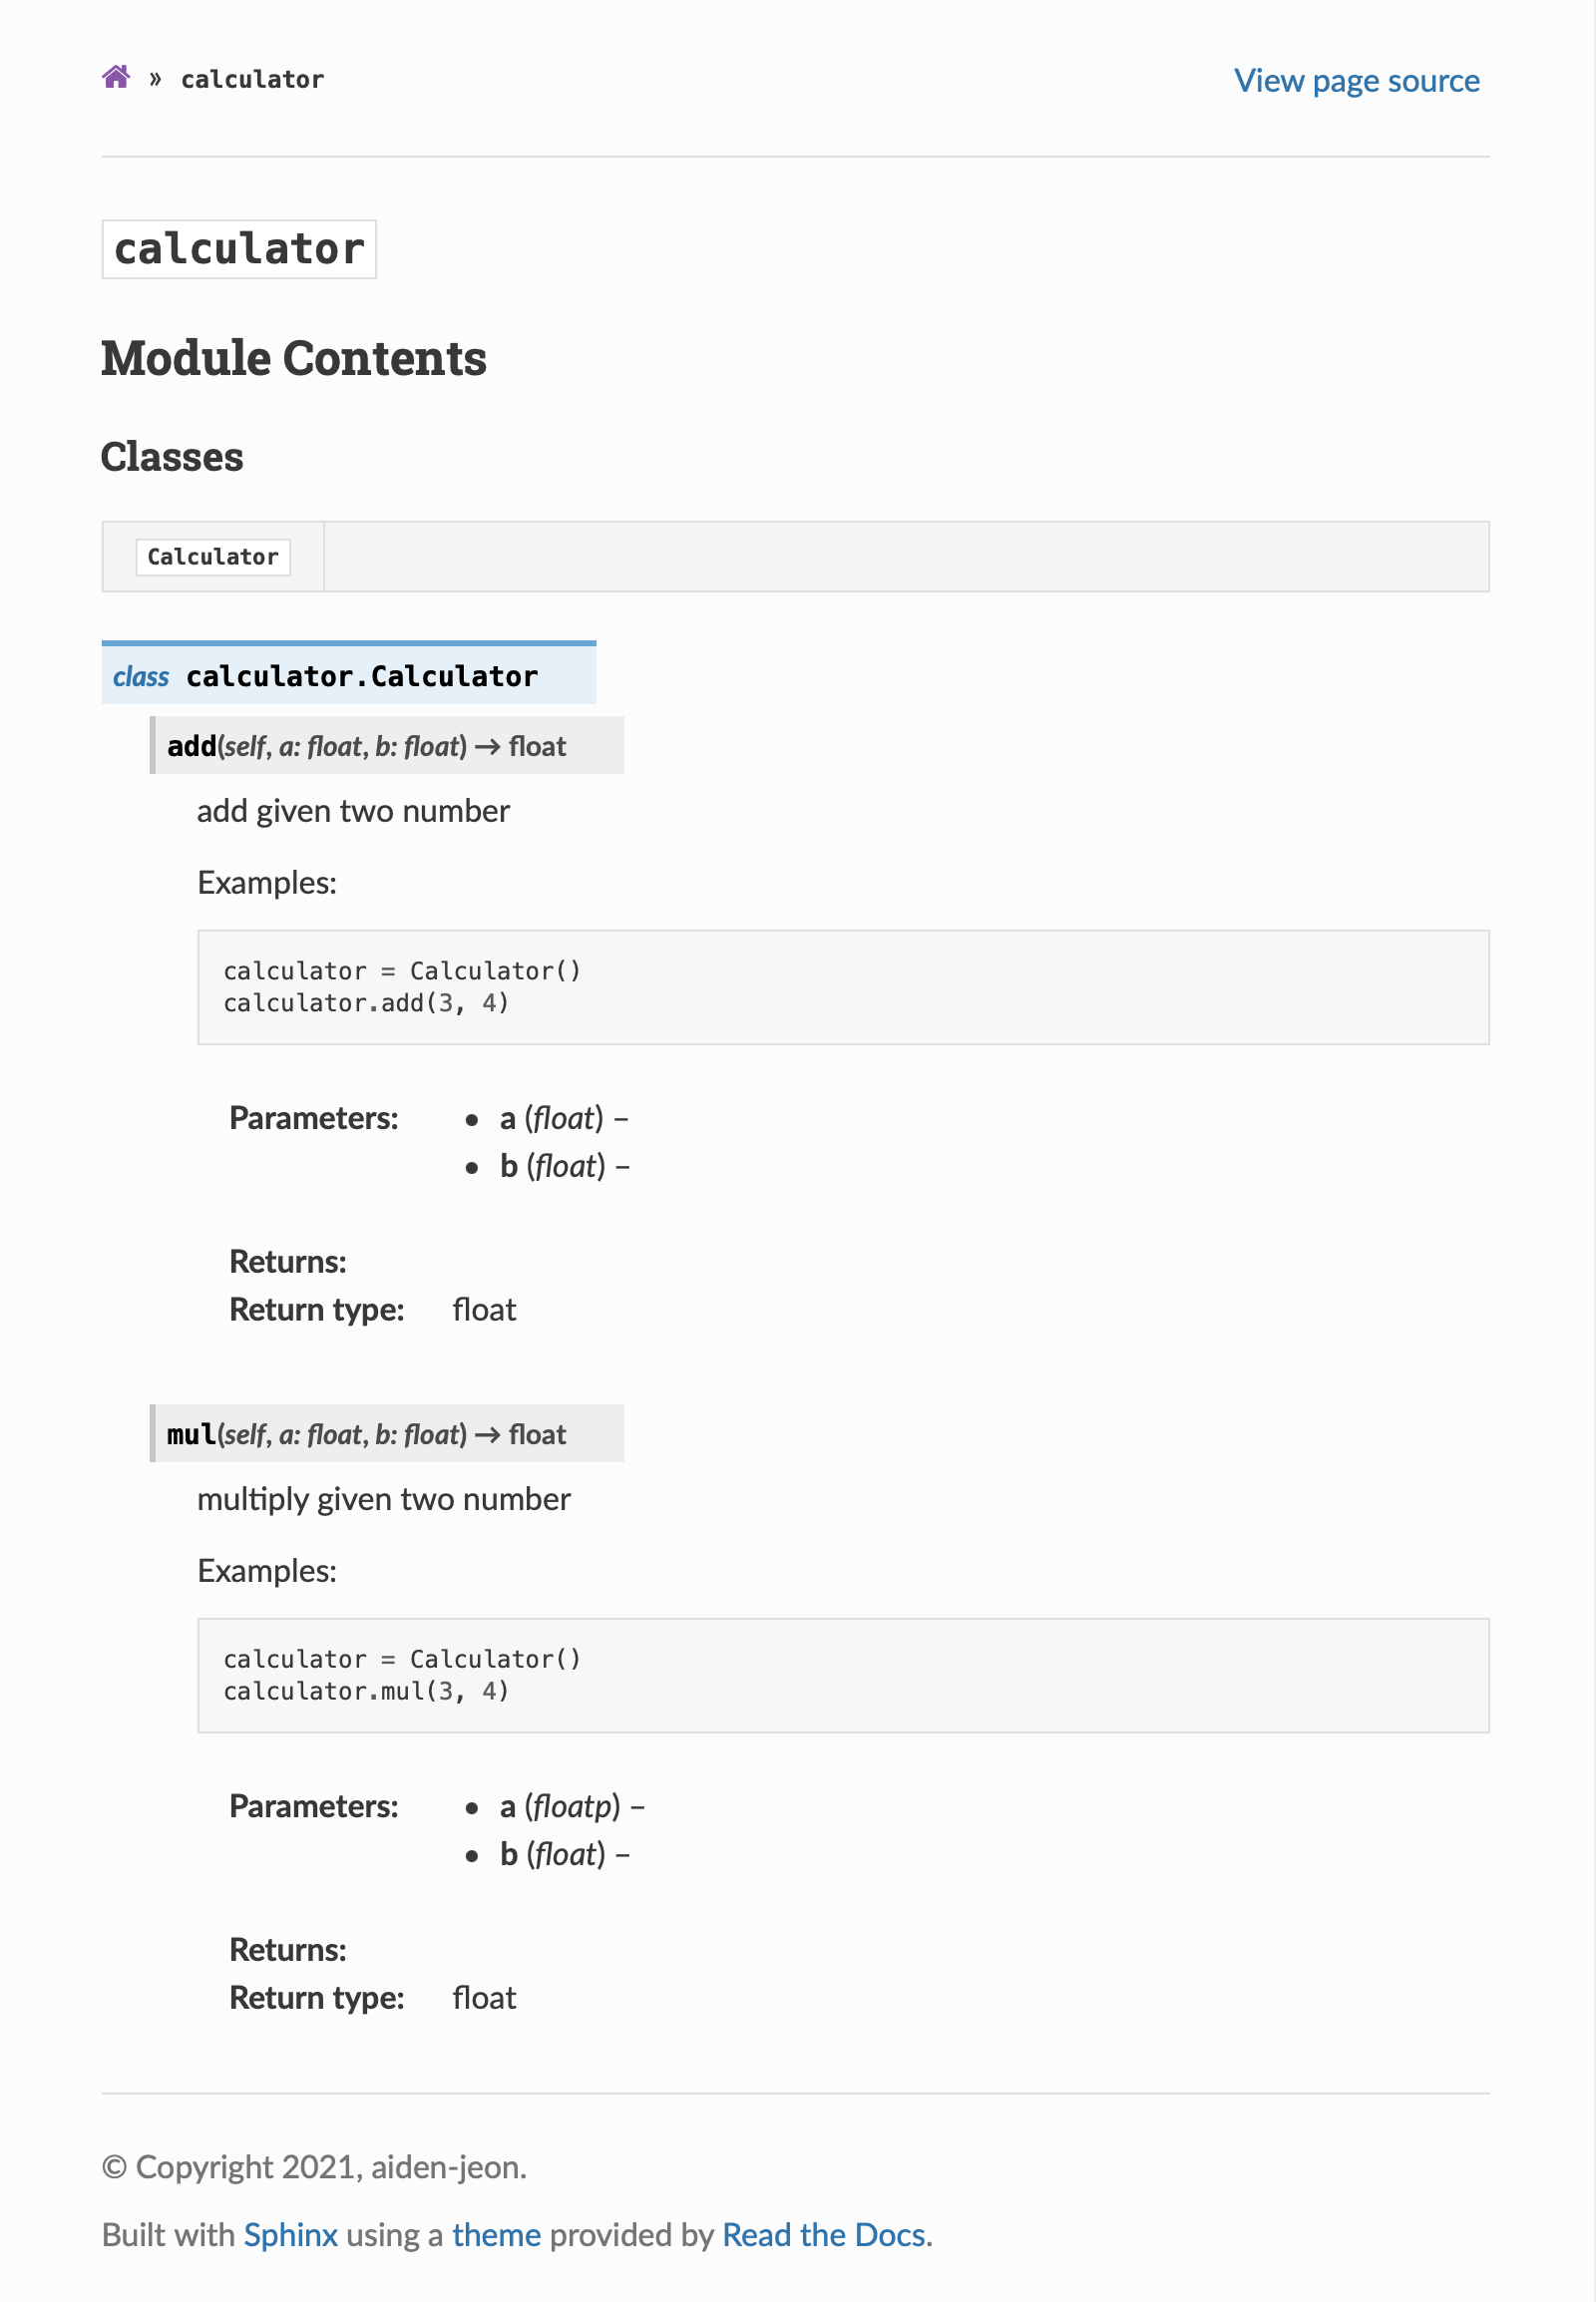 » calculator
View page source
calculator
Module Contents
Classes
Calculator
class calculator.Calculator
add(self, a: float, b: float) → float
add given two number
Examples:
calculator = Calculator()
calculator.add(3, 4)
Parameters: • a (float) –
• b (float) –
Returns:
Return type: float
mul(self, a: float, b: float) → float
multiply given two number
Examples:
calculator = Calculator()
calculator.mul(3, 4)
Parameters: • a (floatp) –
• b (float) –
Returns:
Return type: float
© Copyright 2021, aiden-jeon.
Built with Sphinx using a theme provided by Read the Docs.